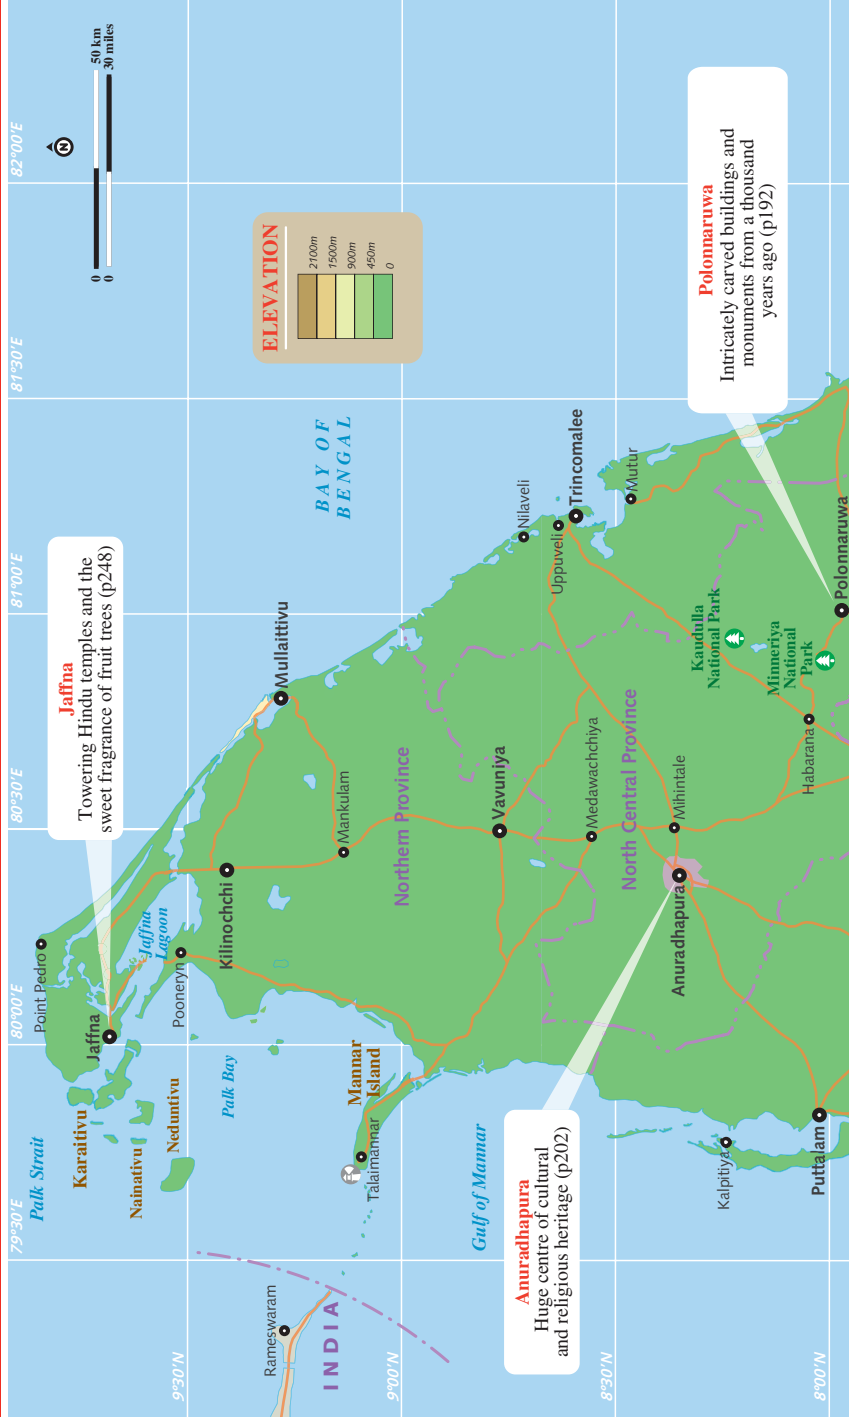 79°30'E
80°00'E
80°30'E
81°00'E
81°30'E
82°00'E
N
0
50 km
0
30 miles
Palk Strait
Point Pedro
Jaffna
Towering Hindu temples and the
sweet fragrance of fruit trees (p248)
Karaitivu
Jaffna
Jaffna
Lagoon
Nainativu
Neduntivu
Pooneryn
9°30'N
Palk Bay
Kilinochchi
Mullaittivu
ELEVATION
2100m
1500m
900m
450m
0
Rameswaram
INDIA
BAY OF
BENGAL
Mannar
Island
Talaimannar
Mankulam
9°00'N
Northern Province
Gulf of Mannar
Vavuniya
Nilaveli
Uppuveli
Trincomalee
Anuradhapura
Huge centre of cultural
and religious heritage (p202)
Medawachchiya
8°30'N
North Central Province
Mutur
Anuradhapura
Mihintale
Kaudulla
National Park
Polonnaruwa
Intricately carved buildings and
monuments from a thousand
years ago (p192)
Kalpitiya
Minneriya
National
Park
Habarana
Puttalam
Polonnaruwa
8°00'N